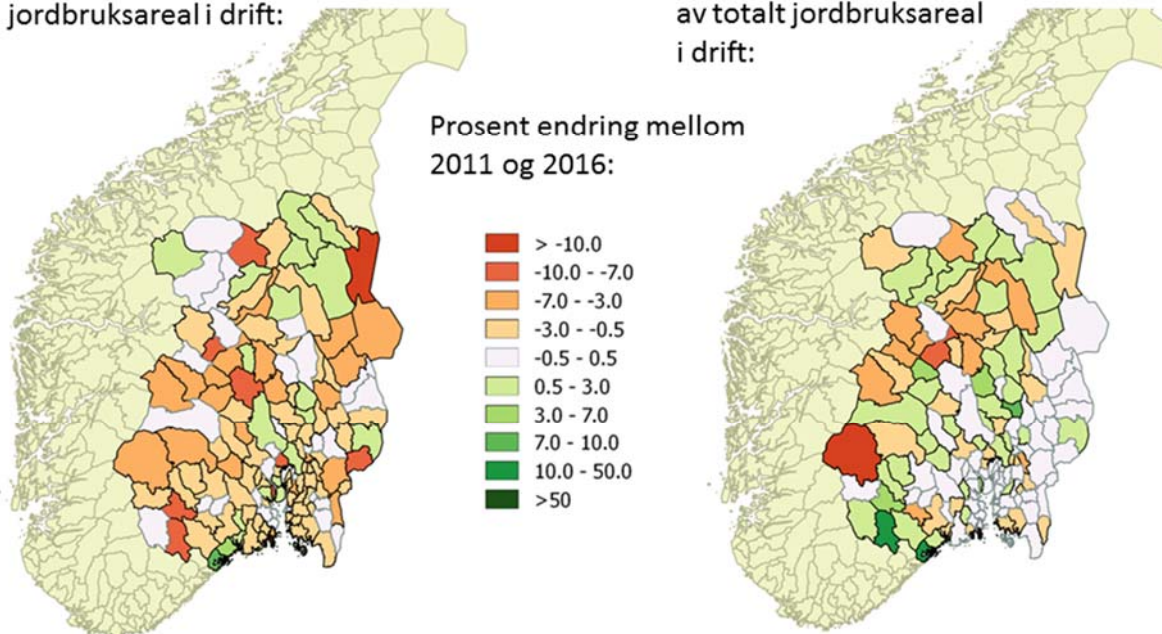 jordbruksareal i drift:
av totalt jordbruksareal
i drift:
Prosent endring mellom
2011 og 2016:
> -10.0
-10.0 - -7.0
-7.0 - -3.0
-3.0 - -0.5
-0.5 - 0.5
0.5 - 3.0
3.0 - 7.0
7.0 - 10.0
10.0 - 50.0
>50